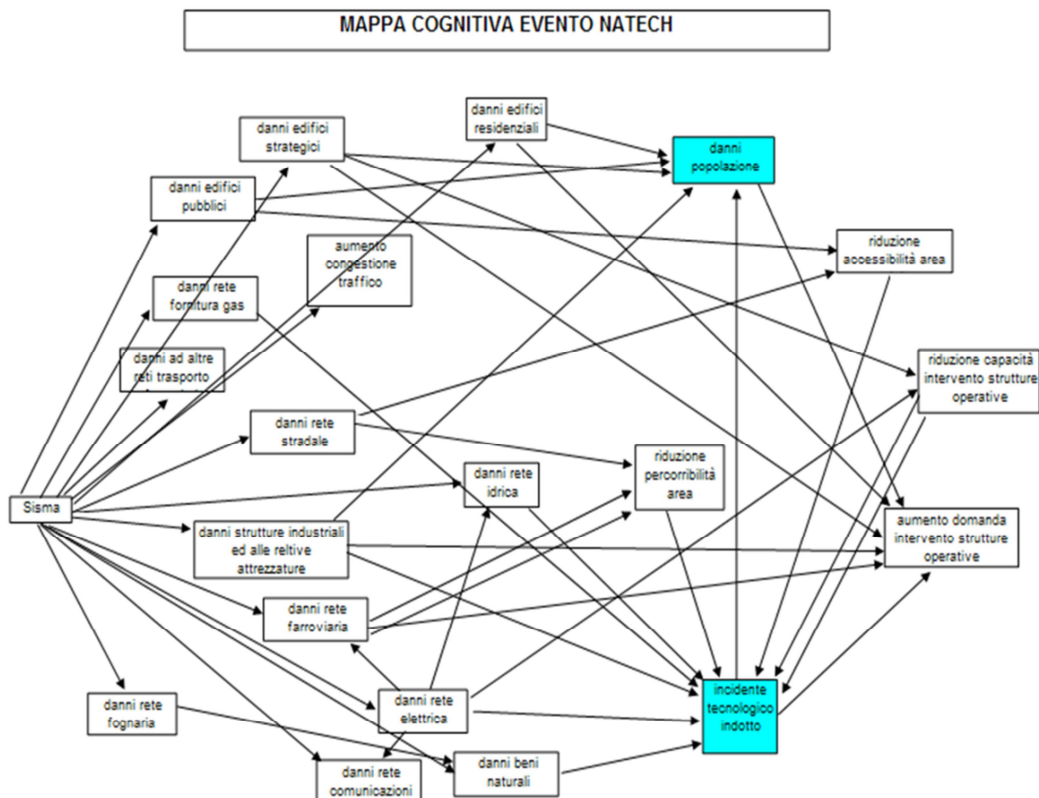 MAPPA COGNITIVA EVENTO NATECH
danni edifici
residenziali
danni edifici
strategici
danni
popolazione
danni edifici
pubblici
aumento
congestione
traffico
riduzione
accessibilità area
danni rete
fornitura gas
danni ad altre
reti trasporto
riduzione capacità
intervento strutture
operative
danni rete
stradale
riduzione
percorribilità
area
danni rete
idrica
Sisma
danni strutture industriali
ed alle reltive
attrezzature
aumento domanda
intervento strutture
operative
danni rete
farroviaria
danni rete
fognaria
danni rete
elettrica
incidente
tecnologico
indotto
danni beni
naturali
danni rete
comunicazioni